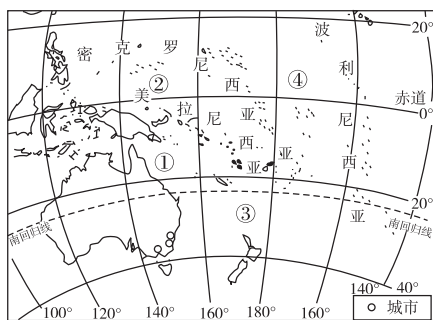 20°
波
密 克 罗 尼 西 亚
利
尼
西
亚
美 拉 尼 西 亚
①
②
③
④
赤道
0°
20°
南回归线
南回归线
100° 120° 140° 160° 180° 160° 140° 40°
城市